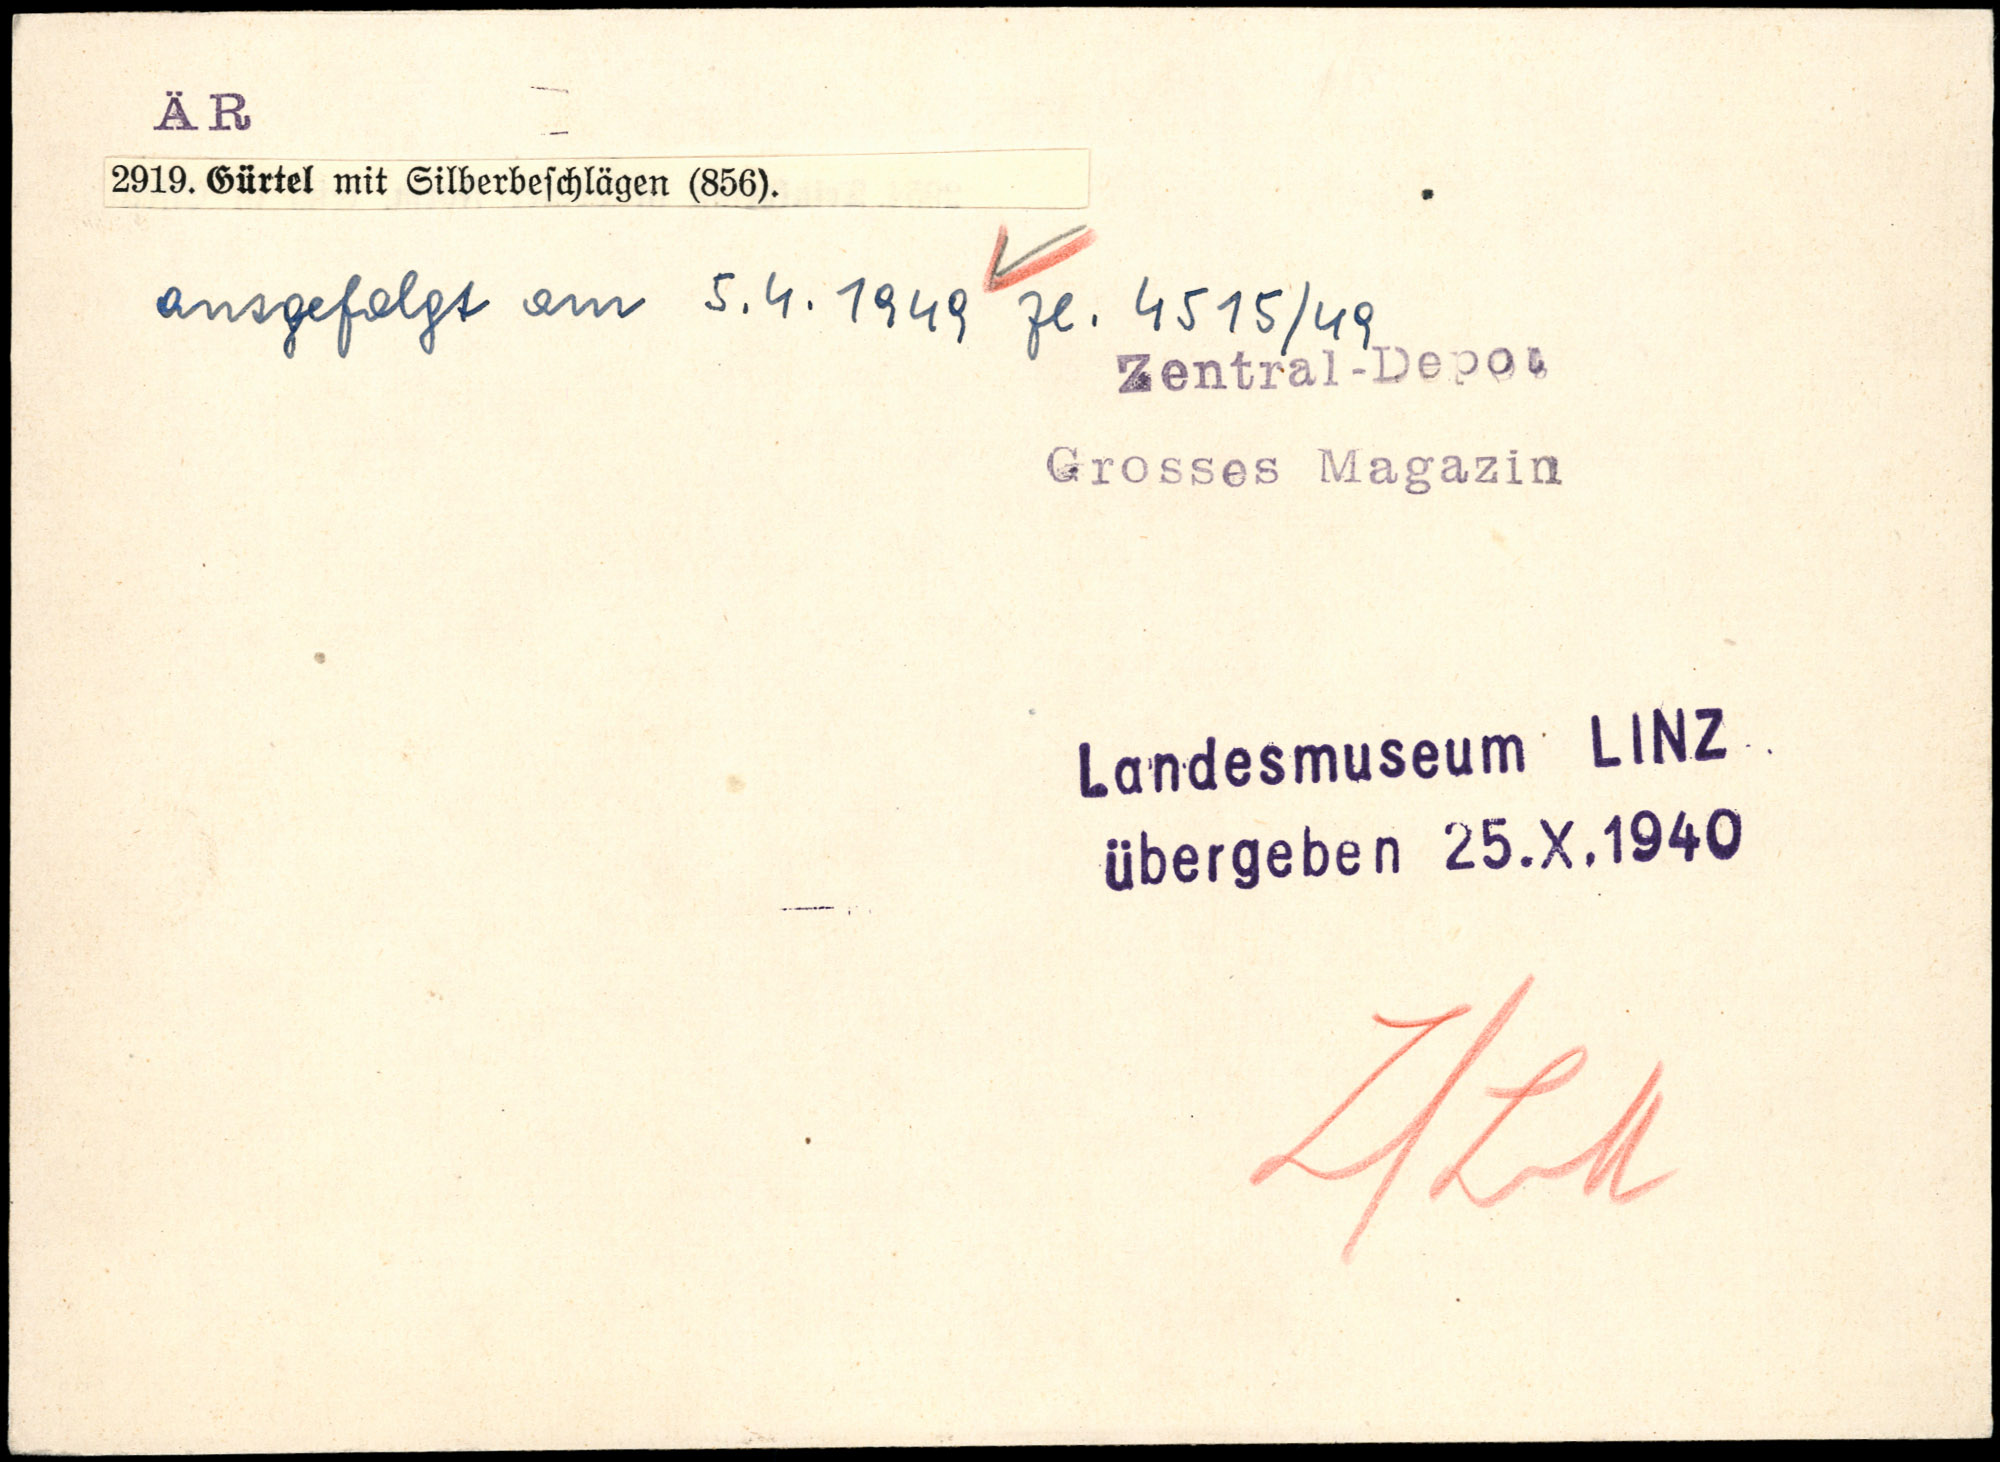 ÄR
2919. Gürtel mit Silberbeſchlägen (856).
ausgefolgt am 5.4.1949 Zl. 4515/49
Zentral-Depot
Grosses Magazin
Landesmuseum LINZ
übergeben 25.X.1940